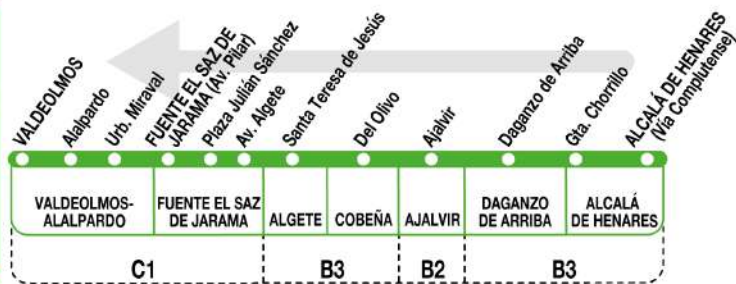 VALDEOLMOS
Alalpardo
Urb. Miraval
FUENTE EL SAZ DE
JARAMA (Av. Pilar)
Plaza Julián Sánchez
Av. Algete
Santa Teresa de Jesús
Del Olivo
Ajalvir
Daganzo de Arriba
Gta. Chorrillo
ALCALÁ DE HENARES
(Vía Complutense)
VALDEOLMOS-
ALALPARDO
FUENTE EL SAZ
DE JARAMA
ALGETE
COBEÑA
AJALVIR
DAGANZO
DE ARRIBA
ALCALÁ
DE HENARES
C1
B3
B2
B3